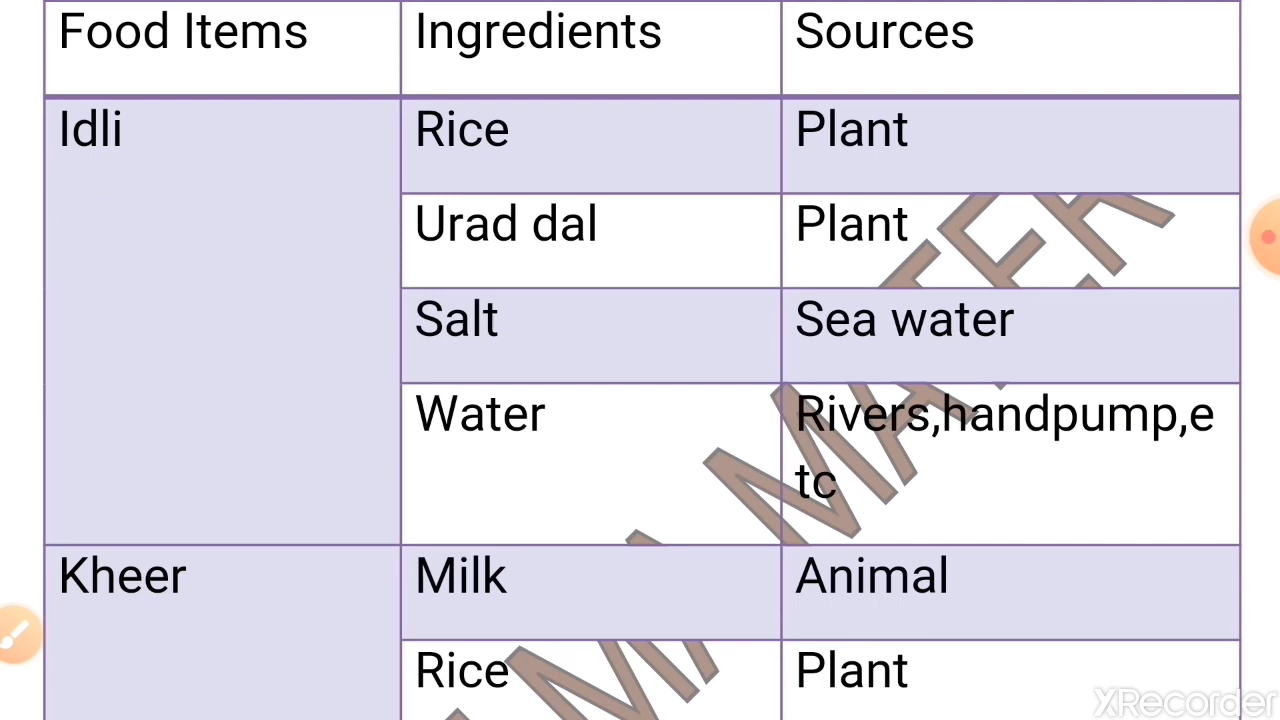 Food Items Ingredients Sources
Idli Rice Plant
Urad dal Plant
Salt Sea water
Water Rivers,handpump,e
tc
Kheer Milk Animal
Rice Plant
XRecorder